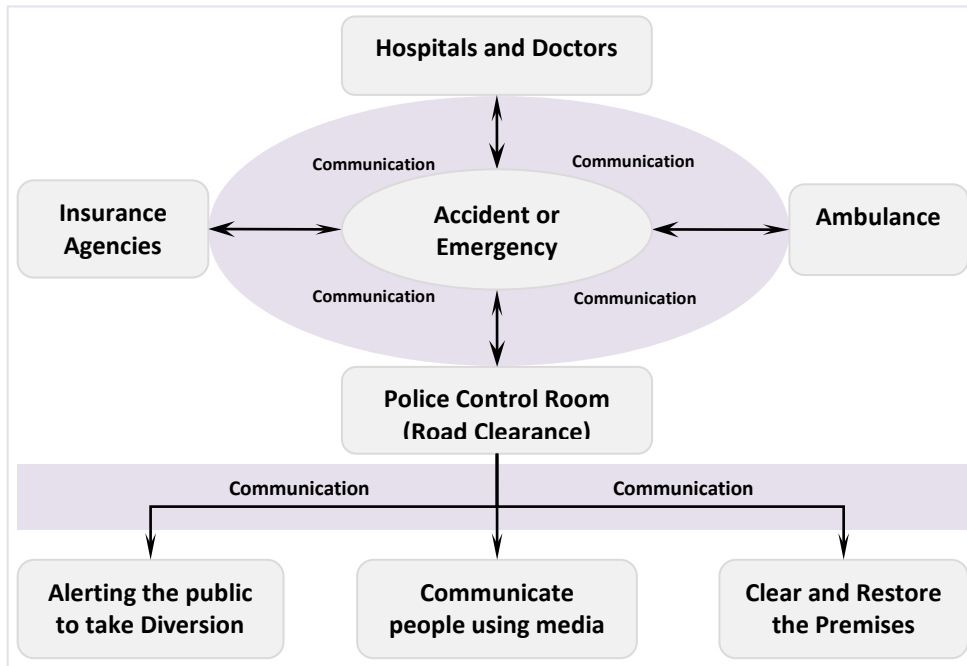 Hospitals and Doctors
Communication
Communication
Insurance
Agencies
Accident or
Emergency
Ambulance
Communication
Communication
Police Control Room
(Road Clearance)
Communication
Communication
Alerting the public
to take Diversion
Communicate
people using media
Clear and Restore
the Premises